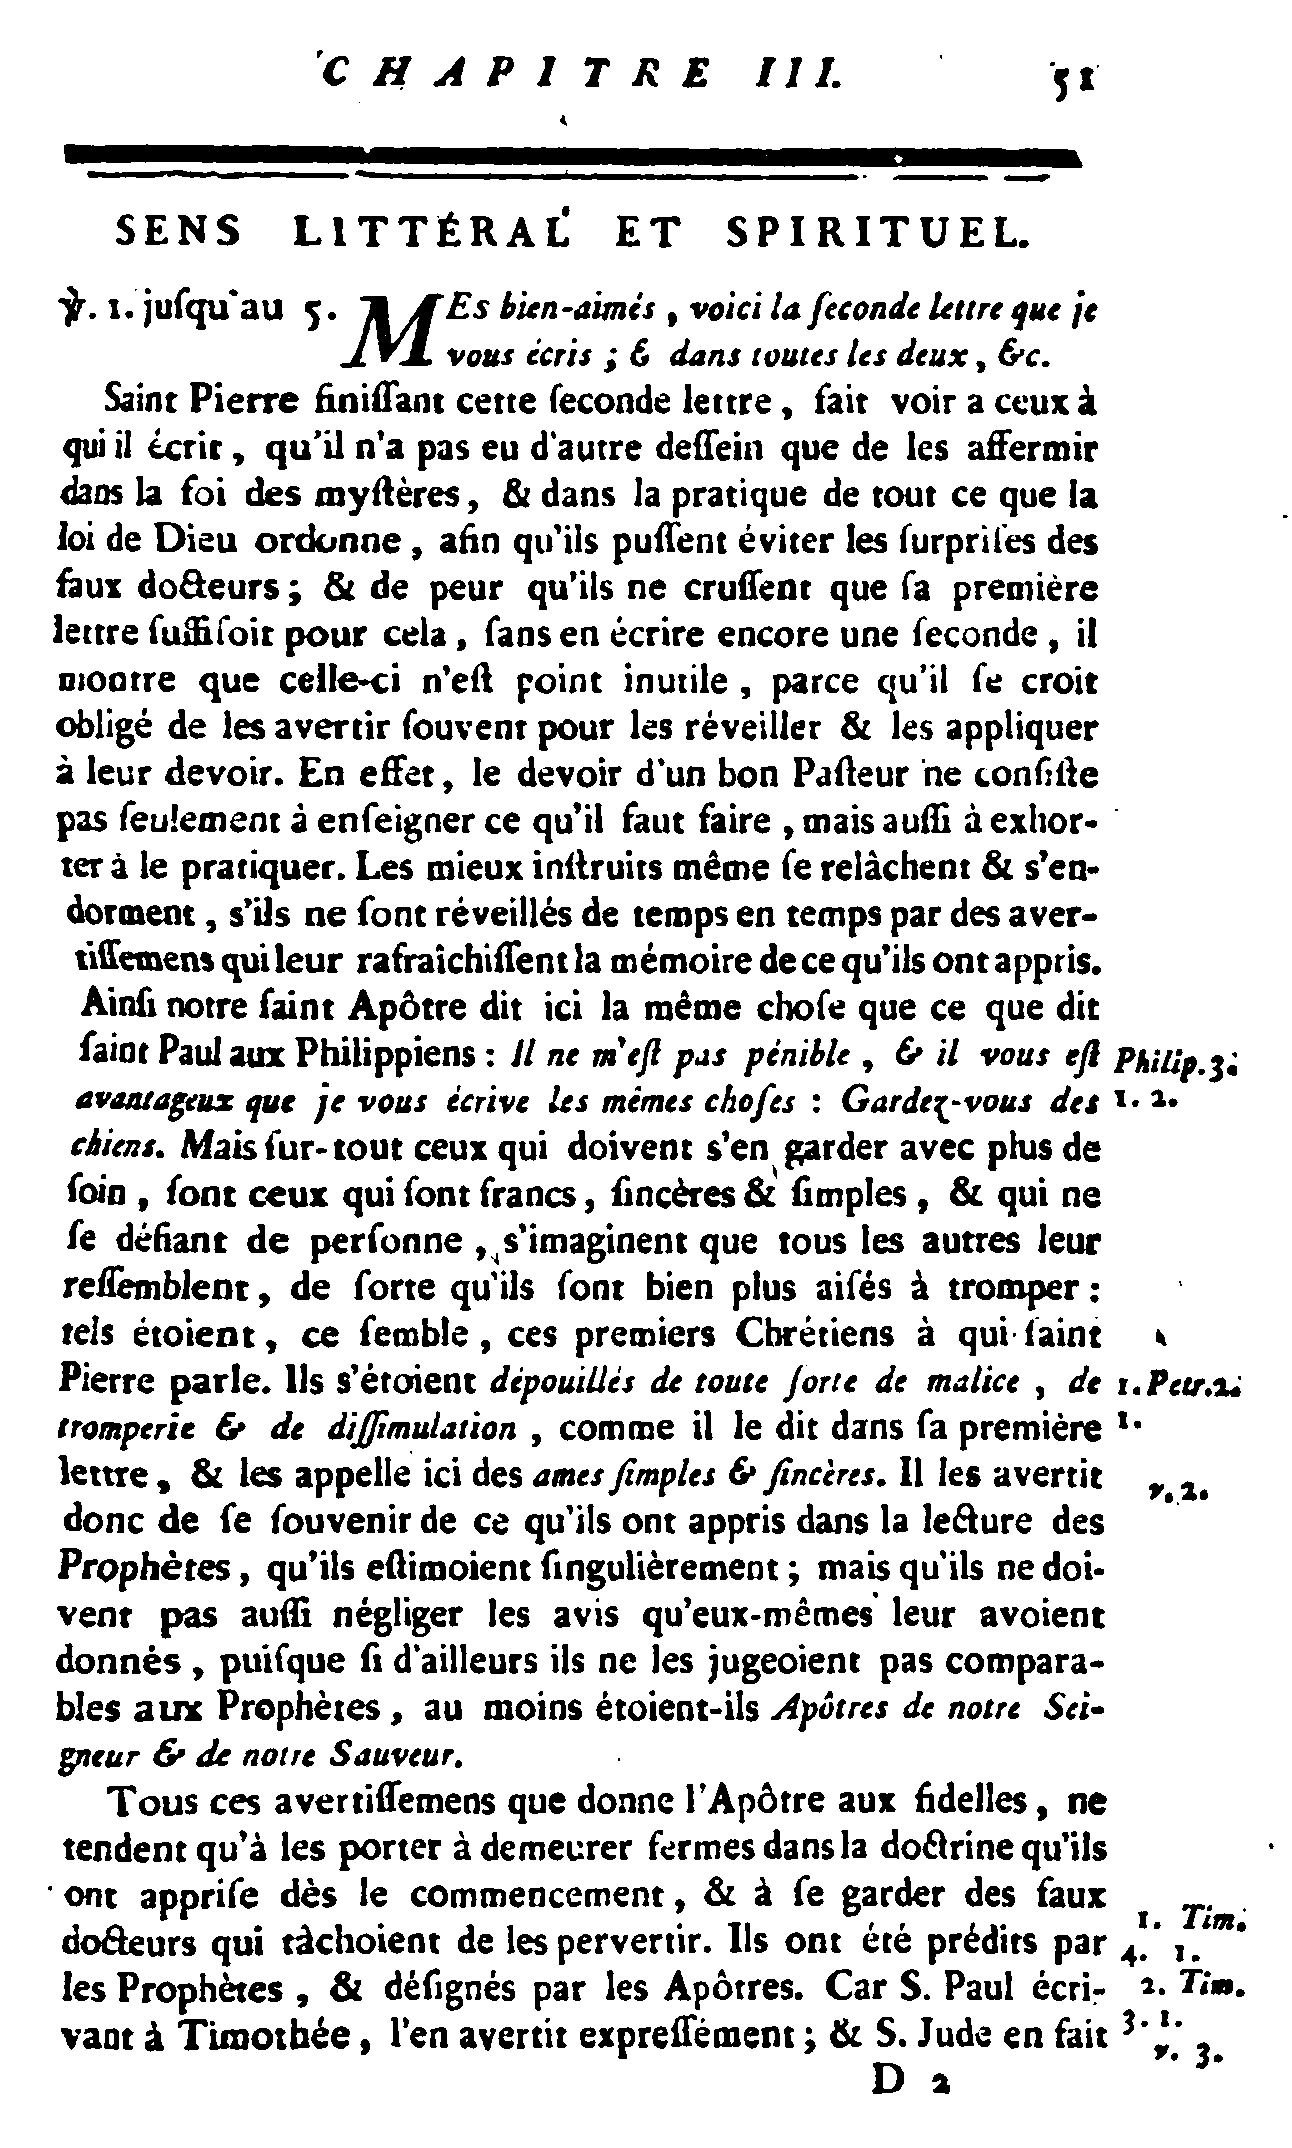 CHAPITRE III. 51
SENS LITTÉRAL ET SPIRITUEL.
℣. 1. juſqu'au 5. MEs bien-aimés, voici la ſeconde lettre que je
vous écris ; & dans toutes les deux, &c.
Saint Pierre finiſſant cette ſeconde lettre, fait voir a ceux à
qui il écrit, qu'il n'a pas eu d'autre deſſein que de les affermir
dans la foi des myſtères, & dans la pratique de tout ce que la
loi de Dieu ordonne, afin qu'ils puſſent éviter les ſurpriſes des
faux docteurs ; & de peur qu'ils ne cruſſent que ſa première
lettre ſuffiſoit pour cela, ſans en écrire encore une ſeconde, il
montre que celle-ci n'eſt point inutile, parce qu'il ſe croit
obligé de les avertir ſouvent pour les réveiller & les appliquer
à leur devoir. En effet, le devoir d'un bon Paſteur ne conſiſte
pas ſeulement à enſeigner ce qu'il faut faire, mais auſſi à exhor-
ter à le pratiquer. Les mieux inſtruits même ſe relâchent & s'en-
dorment, s'ils ne ſont réveillés de temps en temps par des aver-
tiſſemens qui leur rafraîchiſſent la mémoire de ce qu'ils ont appris.
Ainſi notre ſaint Apôtre dit ici la même choſe que ce que dit
ſaint Paul aux Philippiens : Il ne m'eſt pas pénible, & il vous eſt Philip. 3.
avantageux que je vous écrive les mêmes choſes : Gardez-vous des 1. 2.
chiens. Mais ſur-tout ceux qui doivent s'en garder avec plus de
ſoin, ſont ceux qui ſont francs, ſincères & ſimples, & qui ne
ſe défiant de perſonne, s'imaginent que tous les autres leur
reſſemblent, de ſorte qu'ils ſont bien plus aiſés à tromper :
tels étoient, ce ſemble, ces premiers Chrétiens à qui ſaint
Pierre parle. Ils s'étoient dépouillés de toute ſorte de malice, de 1. Petr. 2.
tromperie & de diſſimulation, comme il le dit dans ſa première 1.
lettre, & les appelle ici des ames ſimples & ſincères. Il les avertit v. 2.
donc de ſe ſouvenir de ce qu'ils ont appris dans la lecture des
Prophètes, qu'ils eſtimoient ſingulièrement ; mais qu'ils ne doi-
vent pas auſſi négliger les avis qu'eux-mêmes leur avoient
donnés, puiſque ſi d'ailleurs ils ne les jugeoient pas compara-
bles aux Prophètes, au moins étoient-ils Apôtres de notre Sei-
gneur & de notre Sauveur.
Tous ces avertiſſemens que donne l'Apôtre aux fidelles, ne
tendent qu'à les porter à demeurer fermes dans la doctrine qu'ils
ont appriſe dès le commencement, & à ſe garder des faux
docteurs qui tâchoient de les pervertir. Ils ont été prédits par 1. Tim.
4. 1.
les Prophètes, & déſignés par les Apôtres. Car S. Paul écri- 2. Tim.
vant à Timothée, l'en avertit expreſſément ; & S. Jude en fait 3. 1.
v. 3.
D 2